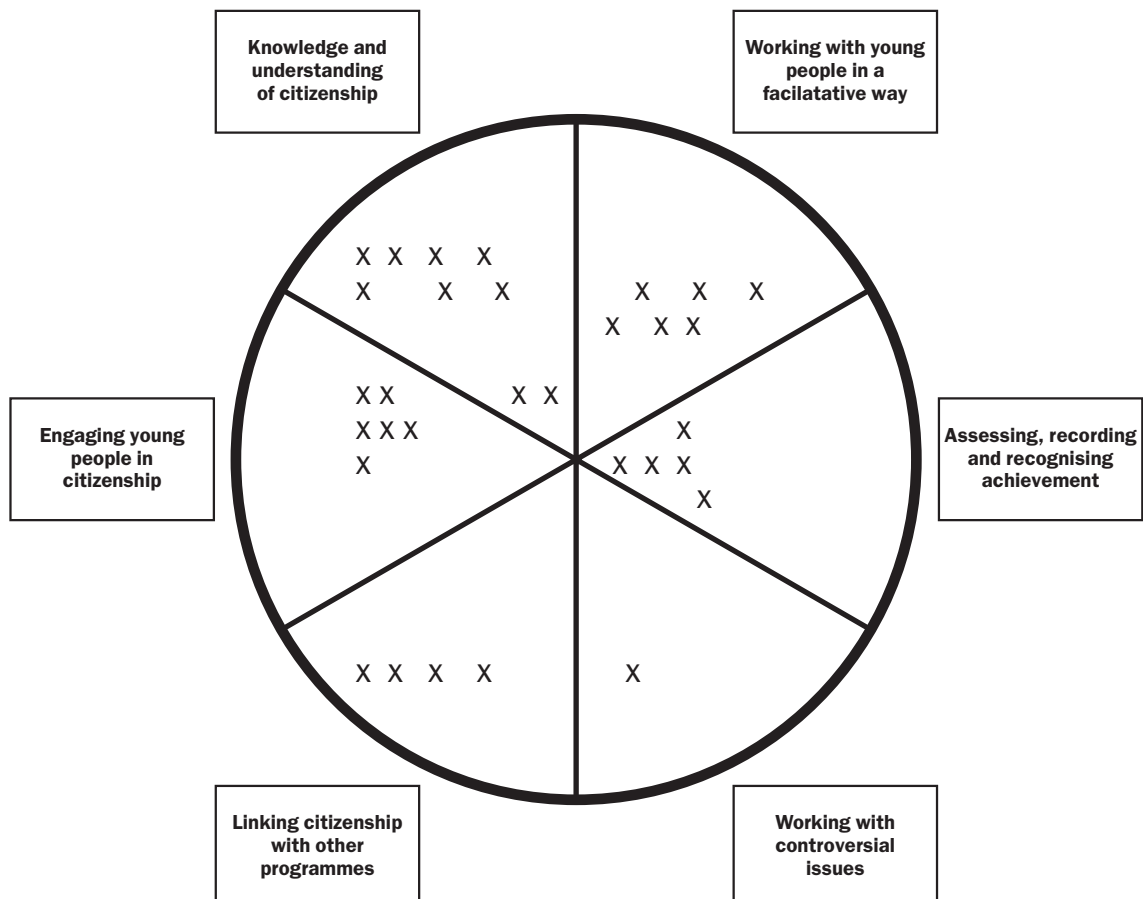 Knowledge and
understanding
of citizenship
Working with young
people in a
facilatative way
X X X X
X X X
X X X
X X X
X X
X X X
X
X X
Engaging young
people in
citizenship
X
X X X
X
Assessing, recording
and recognising
achievement
X X X X
X
Linking citizenship
with other
programmes
Working with
controversial
issues